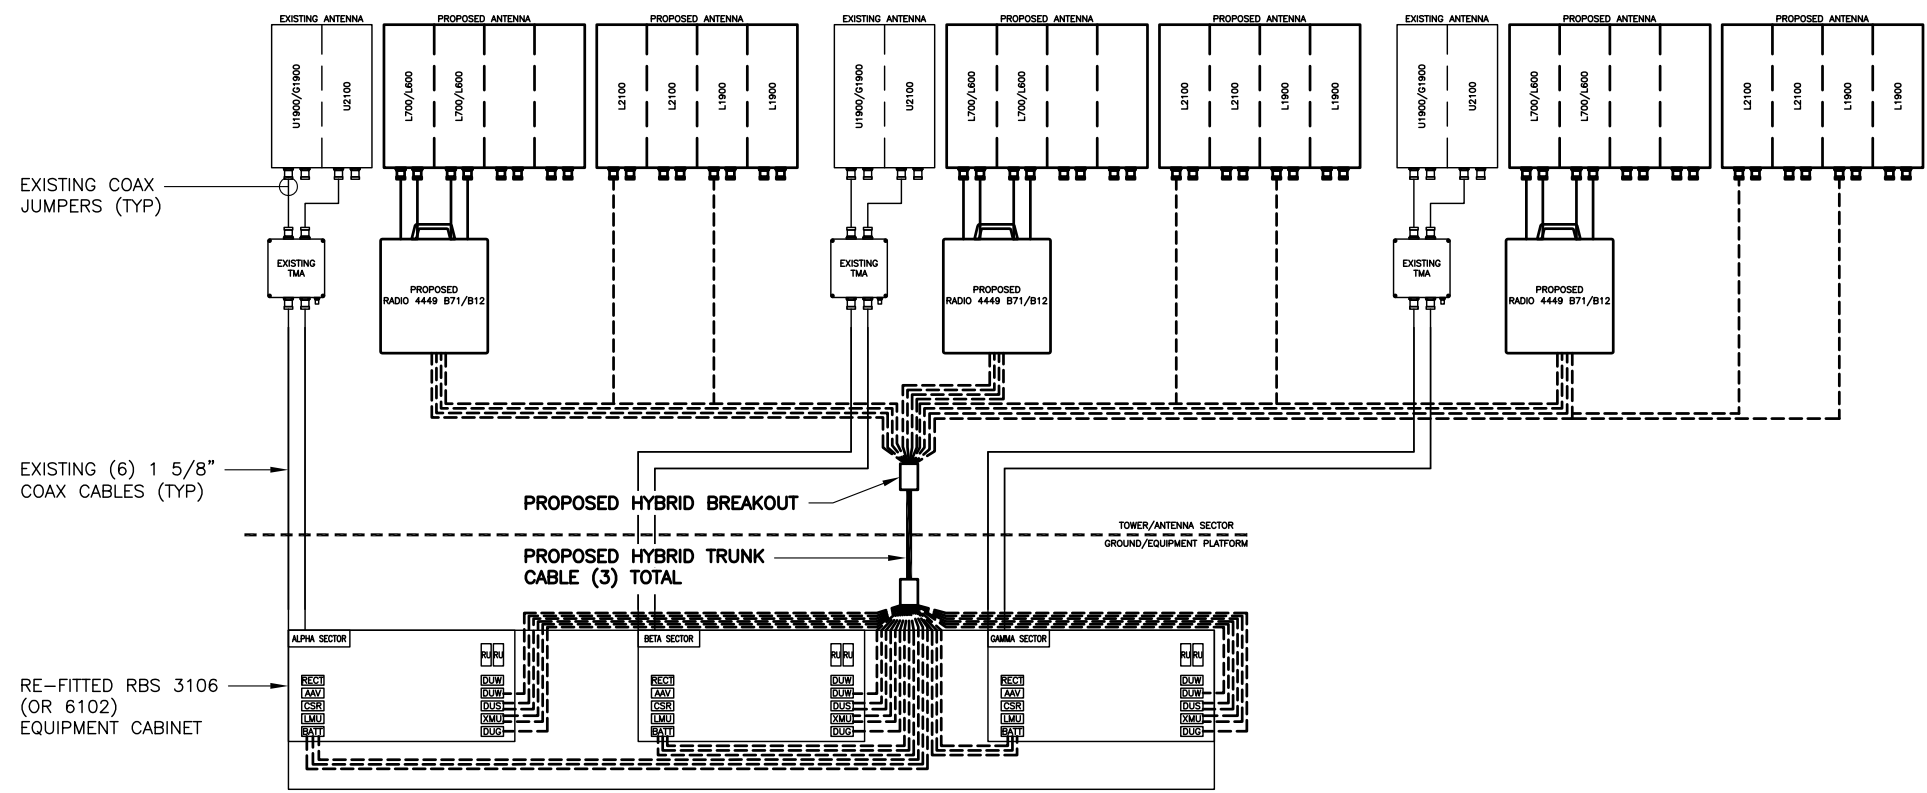 EXISTING ANTENNA
PROPOSED ANTENNA
PROPOSED ANTENNA
EXISTING ANTENNA
PROPOSED ANTENNA
PROPOSED ANTENNA
EXISTING ANTENNA
PROPOSED ANTENNA
PROPOSED ANTENNA
U1900/G1900
U2100
L700/L600
L700/L600
L2100
L2100
L1900
L1900
U1900/G1900
U2100
L700/L600
L700/L600
L2100
L2100
L1900
L1900
U1900/G1900
U2100
L700/L600
L700/L600
L2100
L2100
L1900
L1900
EXISTING COAX
JUMPERS (TYP)
EXISTING
TMA
PROPOSED
RADIO 4449 B71/B12
EXISTING
TMA
PROPOSED
RADIO 4449 B71/B12
EXISTING
TMA
PROPOSED
RADIO 4449 B71/B12
EXISTING (6) 1 5/8"
COAX CABLES (TYP)
PROPOSED HYBRID BREAKOUT
TOWER/ANTENNA SECTOR
GROUND/EQUIPMENT PLATFORM
PROPOSED HYBRID TRUNK
CABLE (3) TOTAL
RE-FITTED RBS 3106
(OR 6102)
EQUIPMENT CABINET
ALPHA SECTOR
RU RU
RECT
AAV
CSR
LMU
BATT
DUW
DUW
DUS
XMU
DUG
BETA SECTOR
RU RU
RECT
AAV
CSR
LMU
BATT
DUW
DUW
DUS
XMU
DUG
GAMMA SECTOR
RU RU
RECT
AAV
CSR
LMU
BATT
DUW
DUW
DUS
XMU
DUG